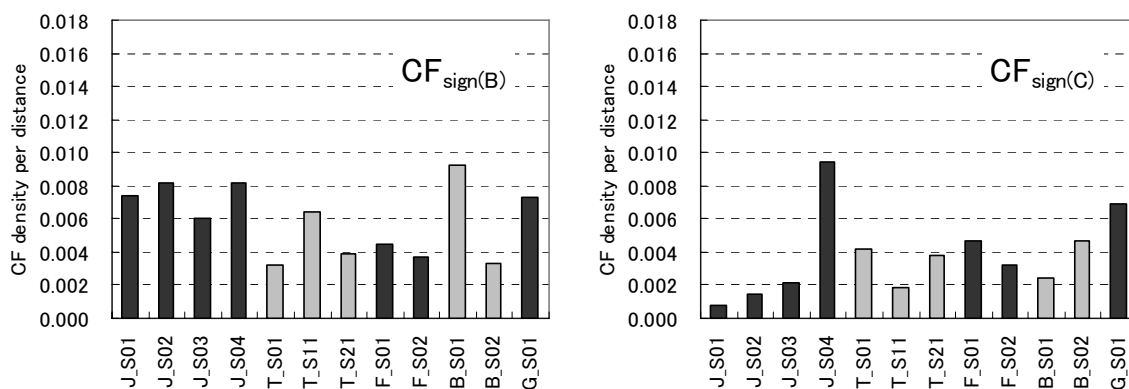 CF density per distance
0.018
0.016
0.014
0.012
0.010
0.008
0.006
0.004
0.002
0.000
CFsign(B)
J_S01
J_S02
J_S03
J_S04
T_S01
T_S11
T_S21
F_S01
F_S02
B_S01
B_S02
G_S01
CF density per distance
0.018
0.016
0.014
0.012
0.010
0.008
0.006
0.004
0.002
0.000
CFsign(C)
J_S01
J_S02
J_S03
J_S04
T_S01
T_S11
T_S21
F_S01
F_S02
B_S01
B_S02
G_S01